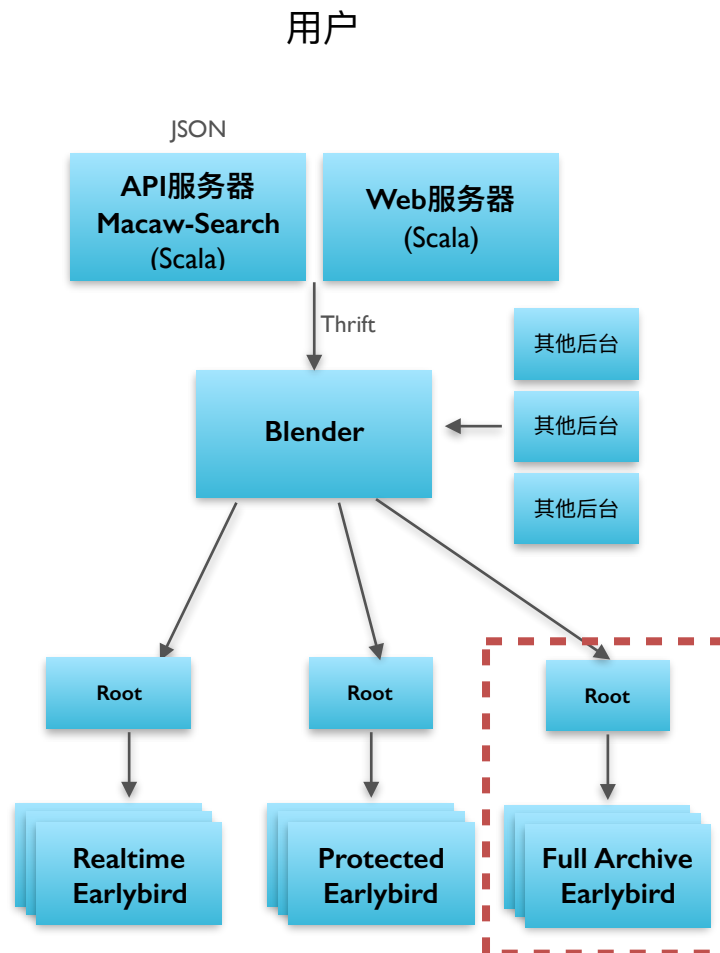 用户
JSON
API服务器
Macaw-Search
(Scala)
Web服务器
(Scala)
Thrift
其他后台
Blender
其他后台
其他后台
Root
Root
Root
Realtime
Earlybird
Protected
Earlybird
Full Archive
Earlybird